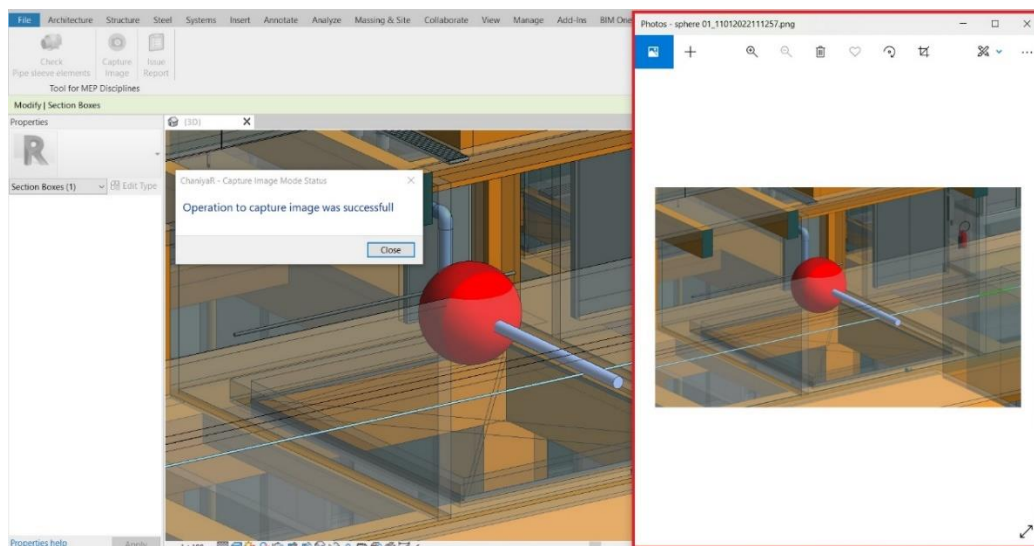 File Architecture Structure Steel Systems Insert Annotate Analyze Massing & Site Collaborate View Manage Add-Ins BIM One
Check
Pipe sleeve elements
Capture
Image
Issue
Report
Tool for MEP Disciplines
Modify | Section Boxes
Properties
{3D}
R
Section Boxes (1)
Edit Type
ChaniyaR - Capture Image Mode Status
Operation to capture image was successfull
Close
Properties help
Apply
Photos - sphere 01_11012022111257.png